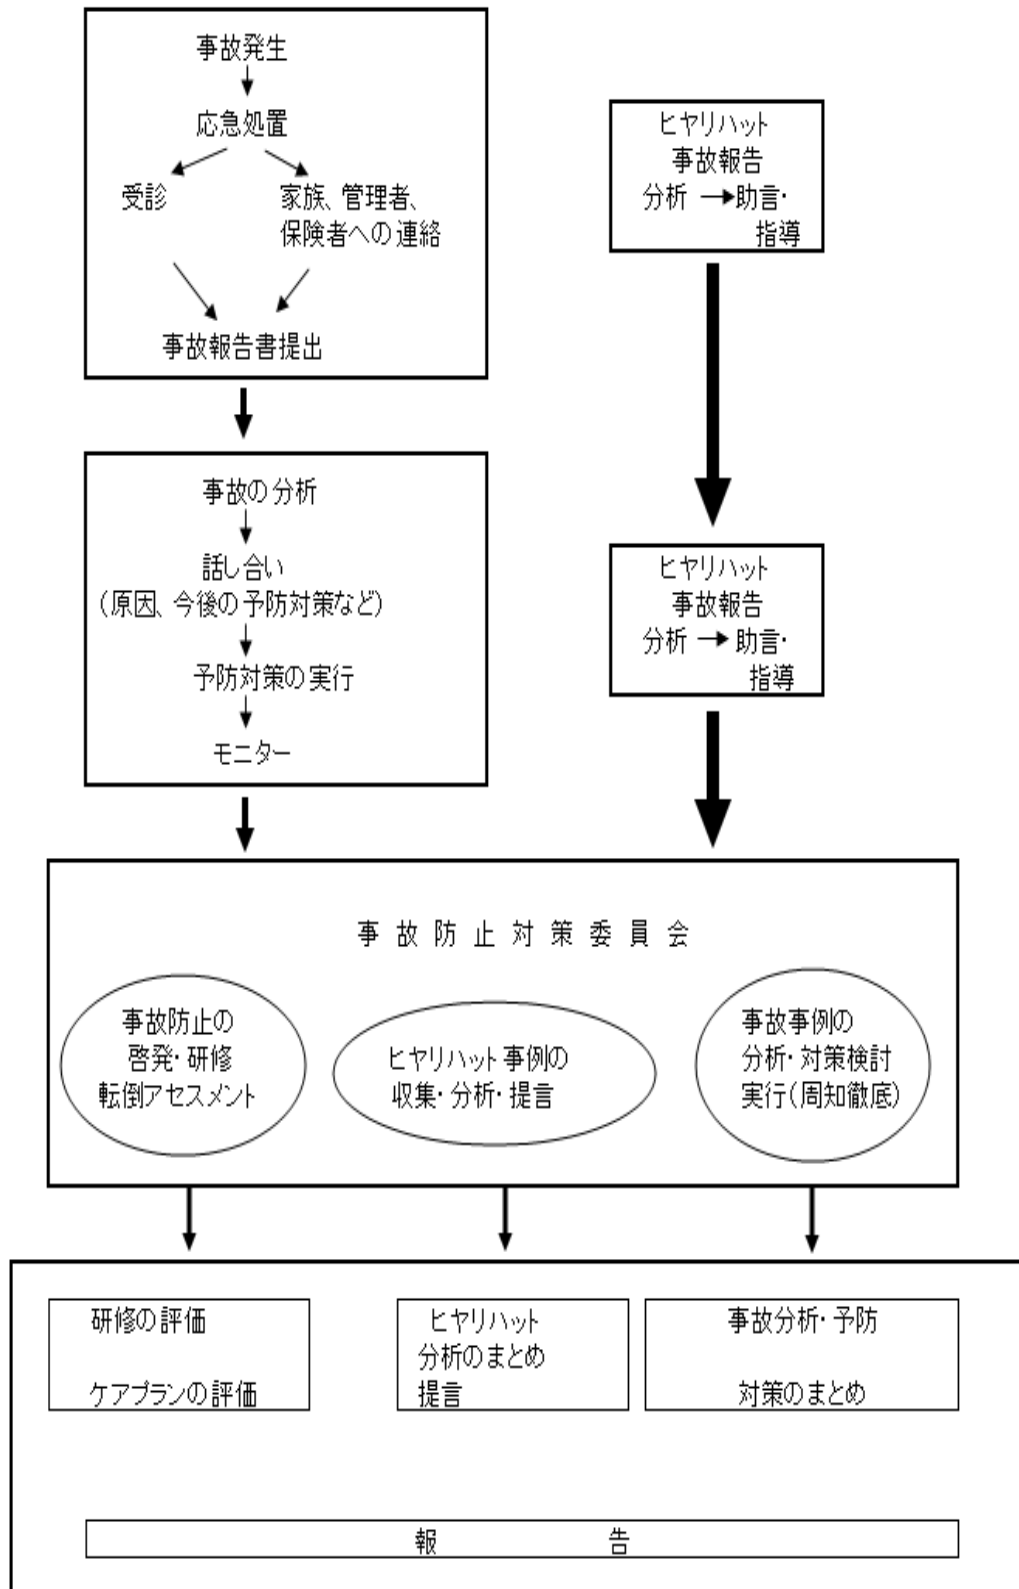 事故発生
応急処置
受診
家族、管理者、
保険者への連絡
事故報告書提出
ヒヤリハット
事故報告
分析 → 助言・
指導
事故の分析
話し合い
(原因、今後の予防対策など)
予防対策の実行
モニター
ヒヤリハット
事故報告
分析 → 助言・
指導
事故防止対策委員会
事故防止の
啓発・研修
転倒アセスメント
ヒヤリハット事例の
収集・分析・提言
事故事例の
分析・対策検討
実行(周知徹底)
研修の評価
ケアプランの評価
ヒヤリハット
分析のまとめ
提言
事故分析・予防
対策のまとめ
報告